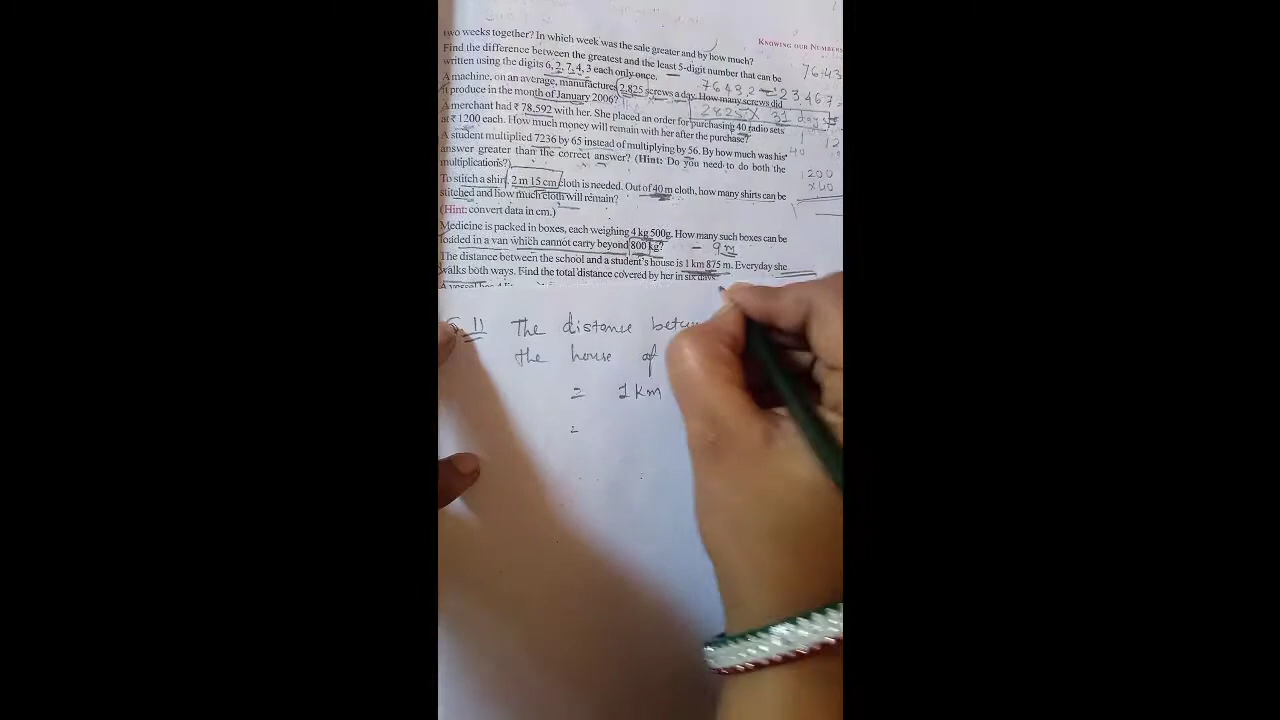 two weeks together? In which week was the sale greater and by how much?
KNOWING OUR NUMBERS
Find the difference between the greatest and the least 5-digit number that can be
written using the digits 6, 2, 7, 4, 3 each only once.
7643
A machine, on an average, manufactures 2,825 screws a day. How many screws did
76432 - 23,467 =
it produce in the month of January 2006?
2825 X 31 days
A merchant had ₹ 78,592 with her. She placed an order for purchasing 40 radio sets
at ₹ 1200 each. How much money will remain with her after the purchase?
A student multiplied 7236 by 65 instead of multiplying by 56. By how much was his
answer greater than the correct answer? (Hint: Do you need to do both the
multiplications?)
1200
x40
To stitch a shirt, 2 m 15 cm cloth is needed. Out of 40 m cloth, how many shirts can be
stitched and how much cloth will remain?
(Hint: convert data in cm.)
Medicine is packed in boxes, each weighing 4 kg 500g. How many such boxes can be
loaded in a van which cannot carry beyond 800 kg?
- 9m
The distance between the school and a student's house is 1 km 875 m. Everyday she
walks both ways. Find the total distance covered by her in six days.
11 The distance
the house of
= 1 km
=